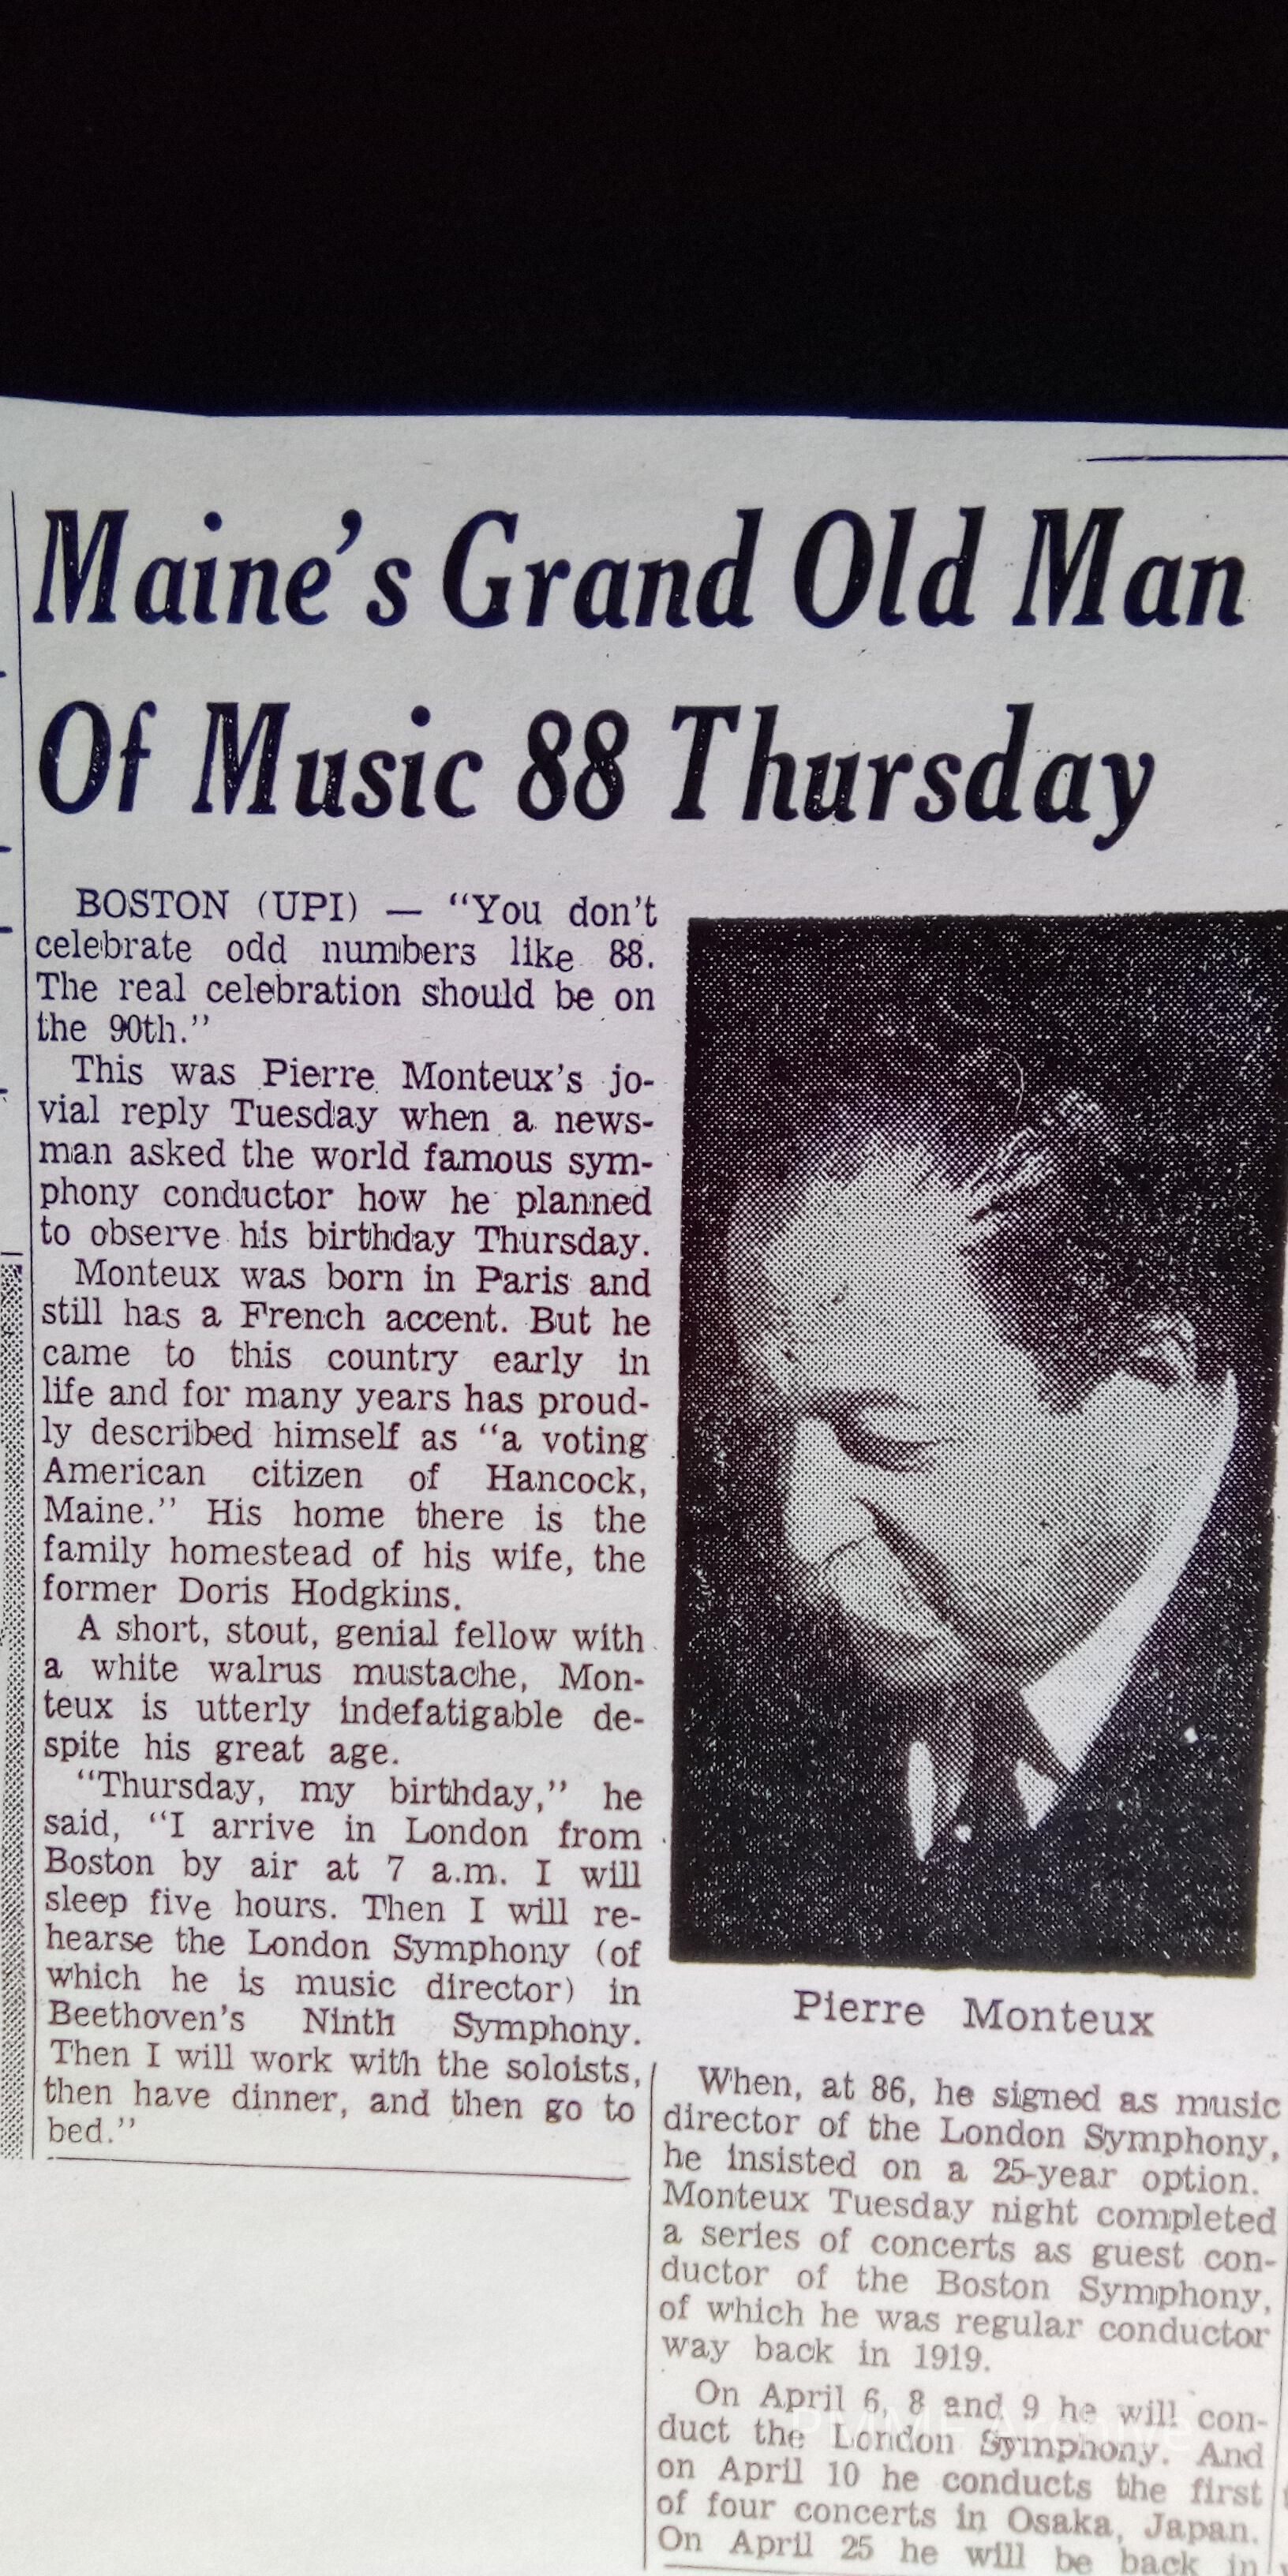 Maine's Grand Old Man
Of Music 88 Thursday
BOSTON (UPI) — "You don't
celebrate odd numbers like 88.
The real celebration should be on
the 90th."
This was Pierre Monteux's jo-
vial reply Tuesday when a news-
man asked the world famous sym-
phony conductor how he planned
to observe his birthday Thursday.
Monteux was born in Paris and
still has a French accent. But he
came to this country early in
life and for many years has proud-
ly described himself as "a voting
American citizen of Hancock,
Maine." His home there is the
family homestead of his wife, the
former Doris Hodgkins.
A short, stout, genial fellow with
a white walrus mustache, Mon-
teux is utterly indefatigable de-
spite his great age.
"Thursday, my birthday," he
said, "I arrive in London from
Boston by air at 7 a.m. I will
sleep five hours. Then I will re-
hearse the London Symphony (of
which he is music director) in
Beethoven's Ninth Symphony.
Then I will work with the soloists,
then have dinner, and then go to
bed."
Pierre Monteux
When, at 86, he signed as music
director of the London Symphony,
he insisted on a 25-year option.
Monteux Tuesday night completed
a series of concerts as guest con-
ductor of the Boston Symphony,
of which he was regular conductor
way back in 1919.
On April 6, 8 and 9 he will con-
duct the London Symphony. And
on April 10 he conducts the first
of four concerts in Osaka, Japan.
On April 25 he will be back in